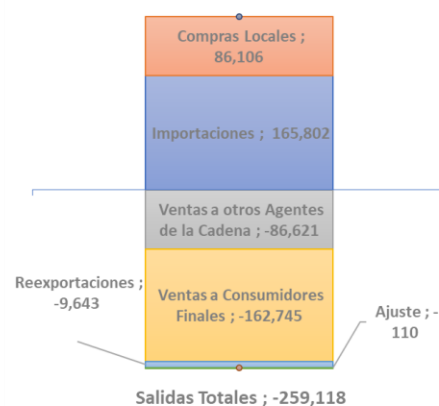 Compras Locales ;
86,106
Importaciones ; 165,802
Ventas a otros Agentes
de la Cadena ; -86,621
Reexportaciones ;
-9,643
Ventas a Consumidores
Finales ; -162,745
Ajuste ; -
110
Salidas Totales ; -259,118